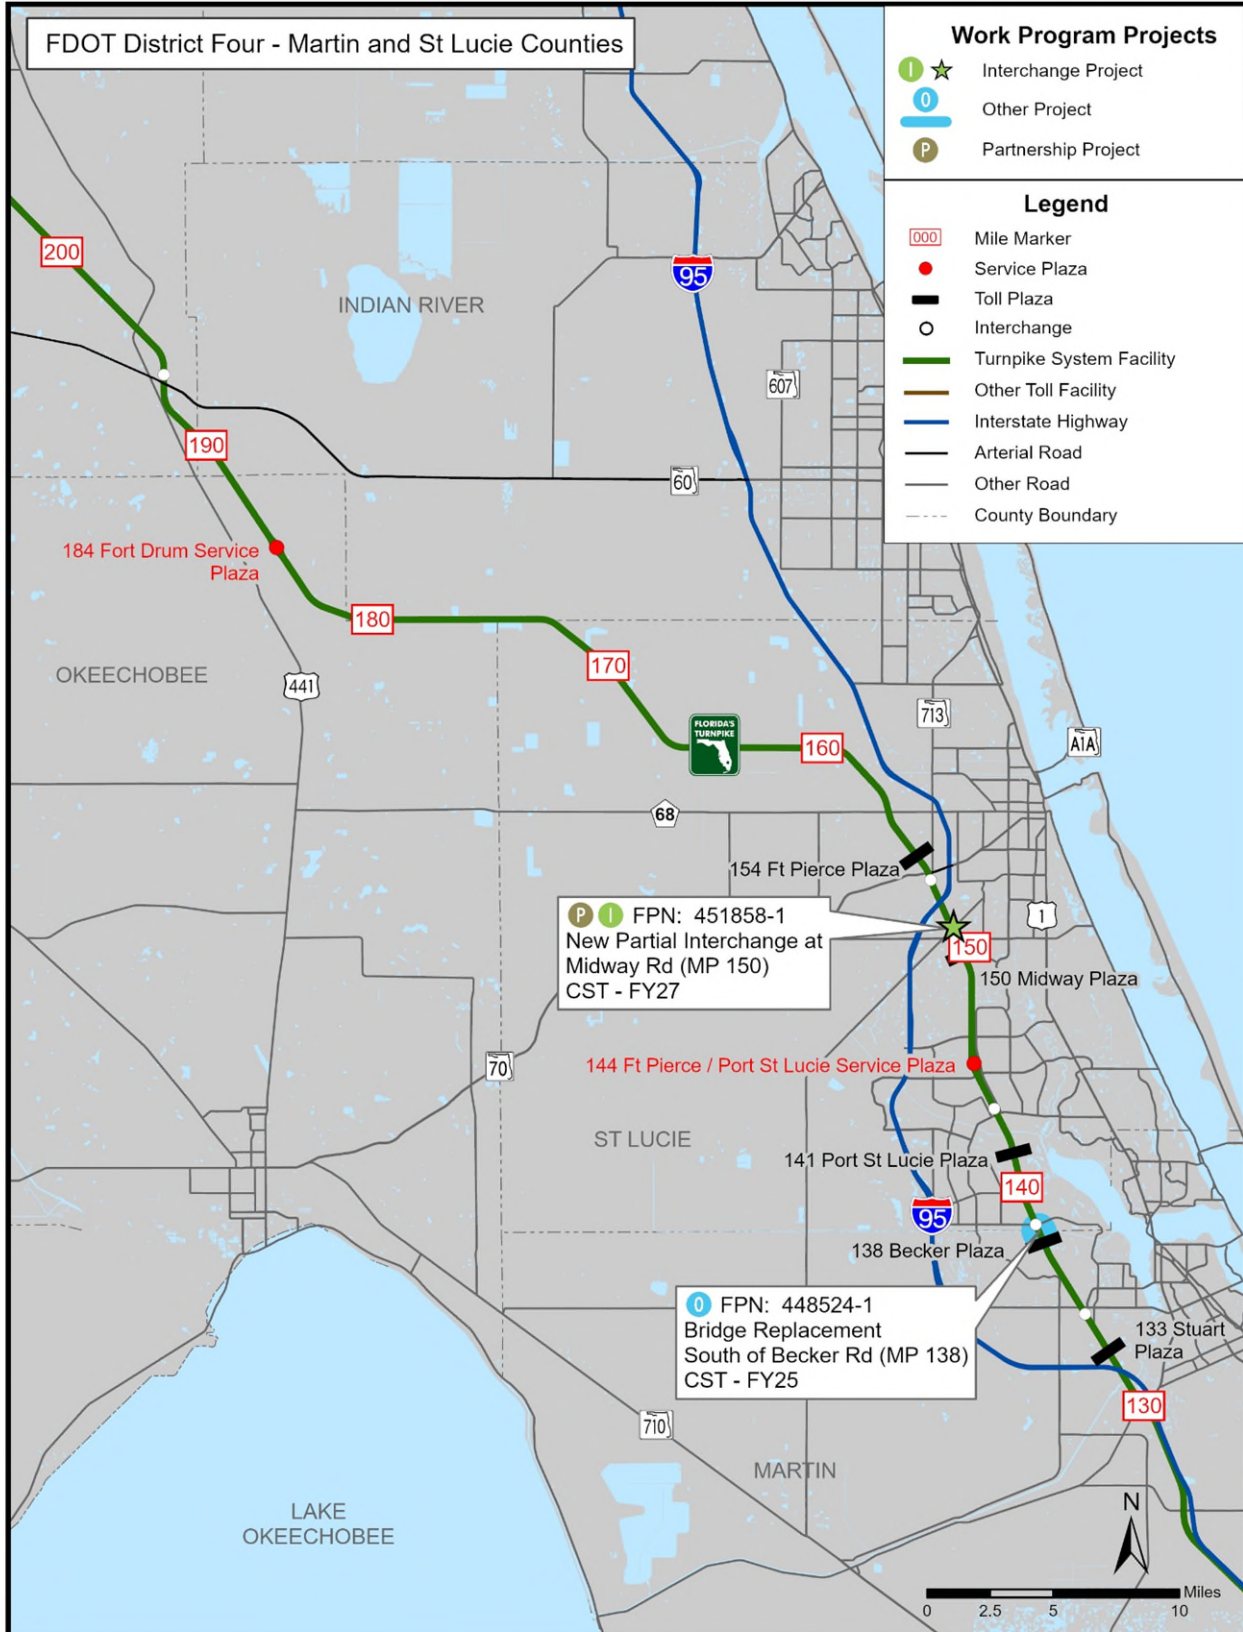 FDOT District Four - Martin and St Lucie Counties
Work Program Projects
I Interchange Project
O Other Project
P Partnership Project
Legend
000 Mile Marker
Service Plaza
Toll Plaza
Interchange
Turnpike System Facility
Other Toll Facility
Interstate Highway
Arterial Road
Other Road
County Boundary
200
95
INDIAN RIVER
607
190
60
184 Fort Drum Service
Plaza
180
170
OKEECHOBEE
441
713
FLORIDA'S
TURNPIKE
160
A1A
68
154 Ft Pierce Plaza
P I FPN: 451858-1
New Partial Interchange at
Midway Rd (MP 150)
CST - FY27
1
150
150 Midway Plaza
70
144 Ft Pierce / Port St Lucie Service Plaza
ST LUCIE
141 Port St Lucie Plaza
140
95
138 Becker Plaza
O FPN: 448524-1
Bridge Replacement
South of Becker Rd (MP 138)
CST - FY25
133 Stuart
Plaza
130
710
MARTIN
LAKE
OKEECHOBEE
N
Miles
0 2.5 5 10